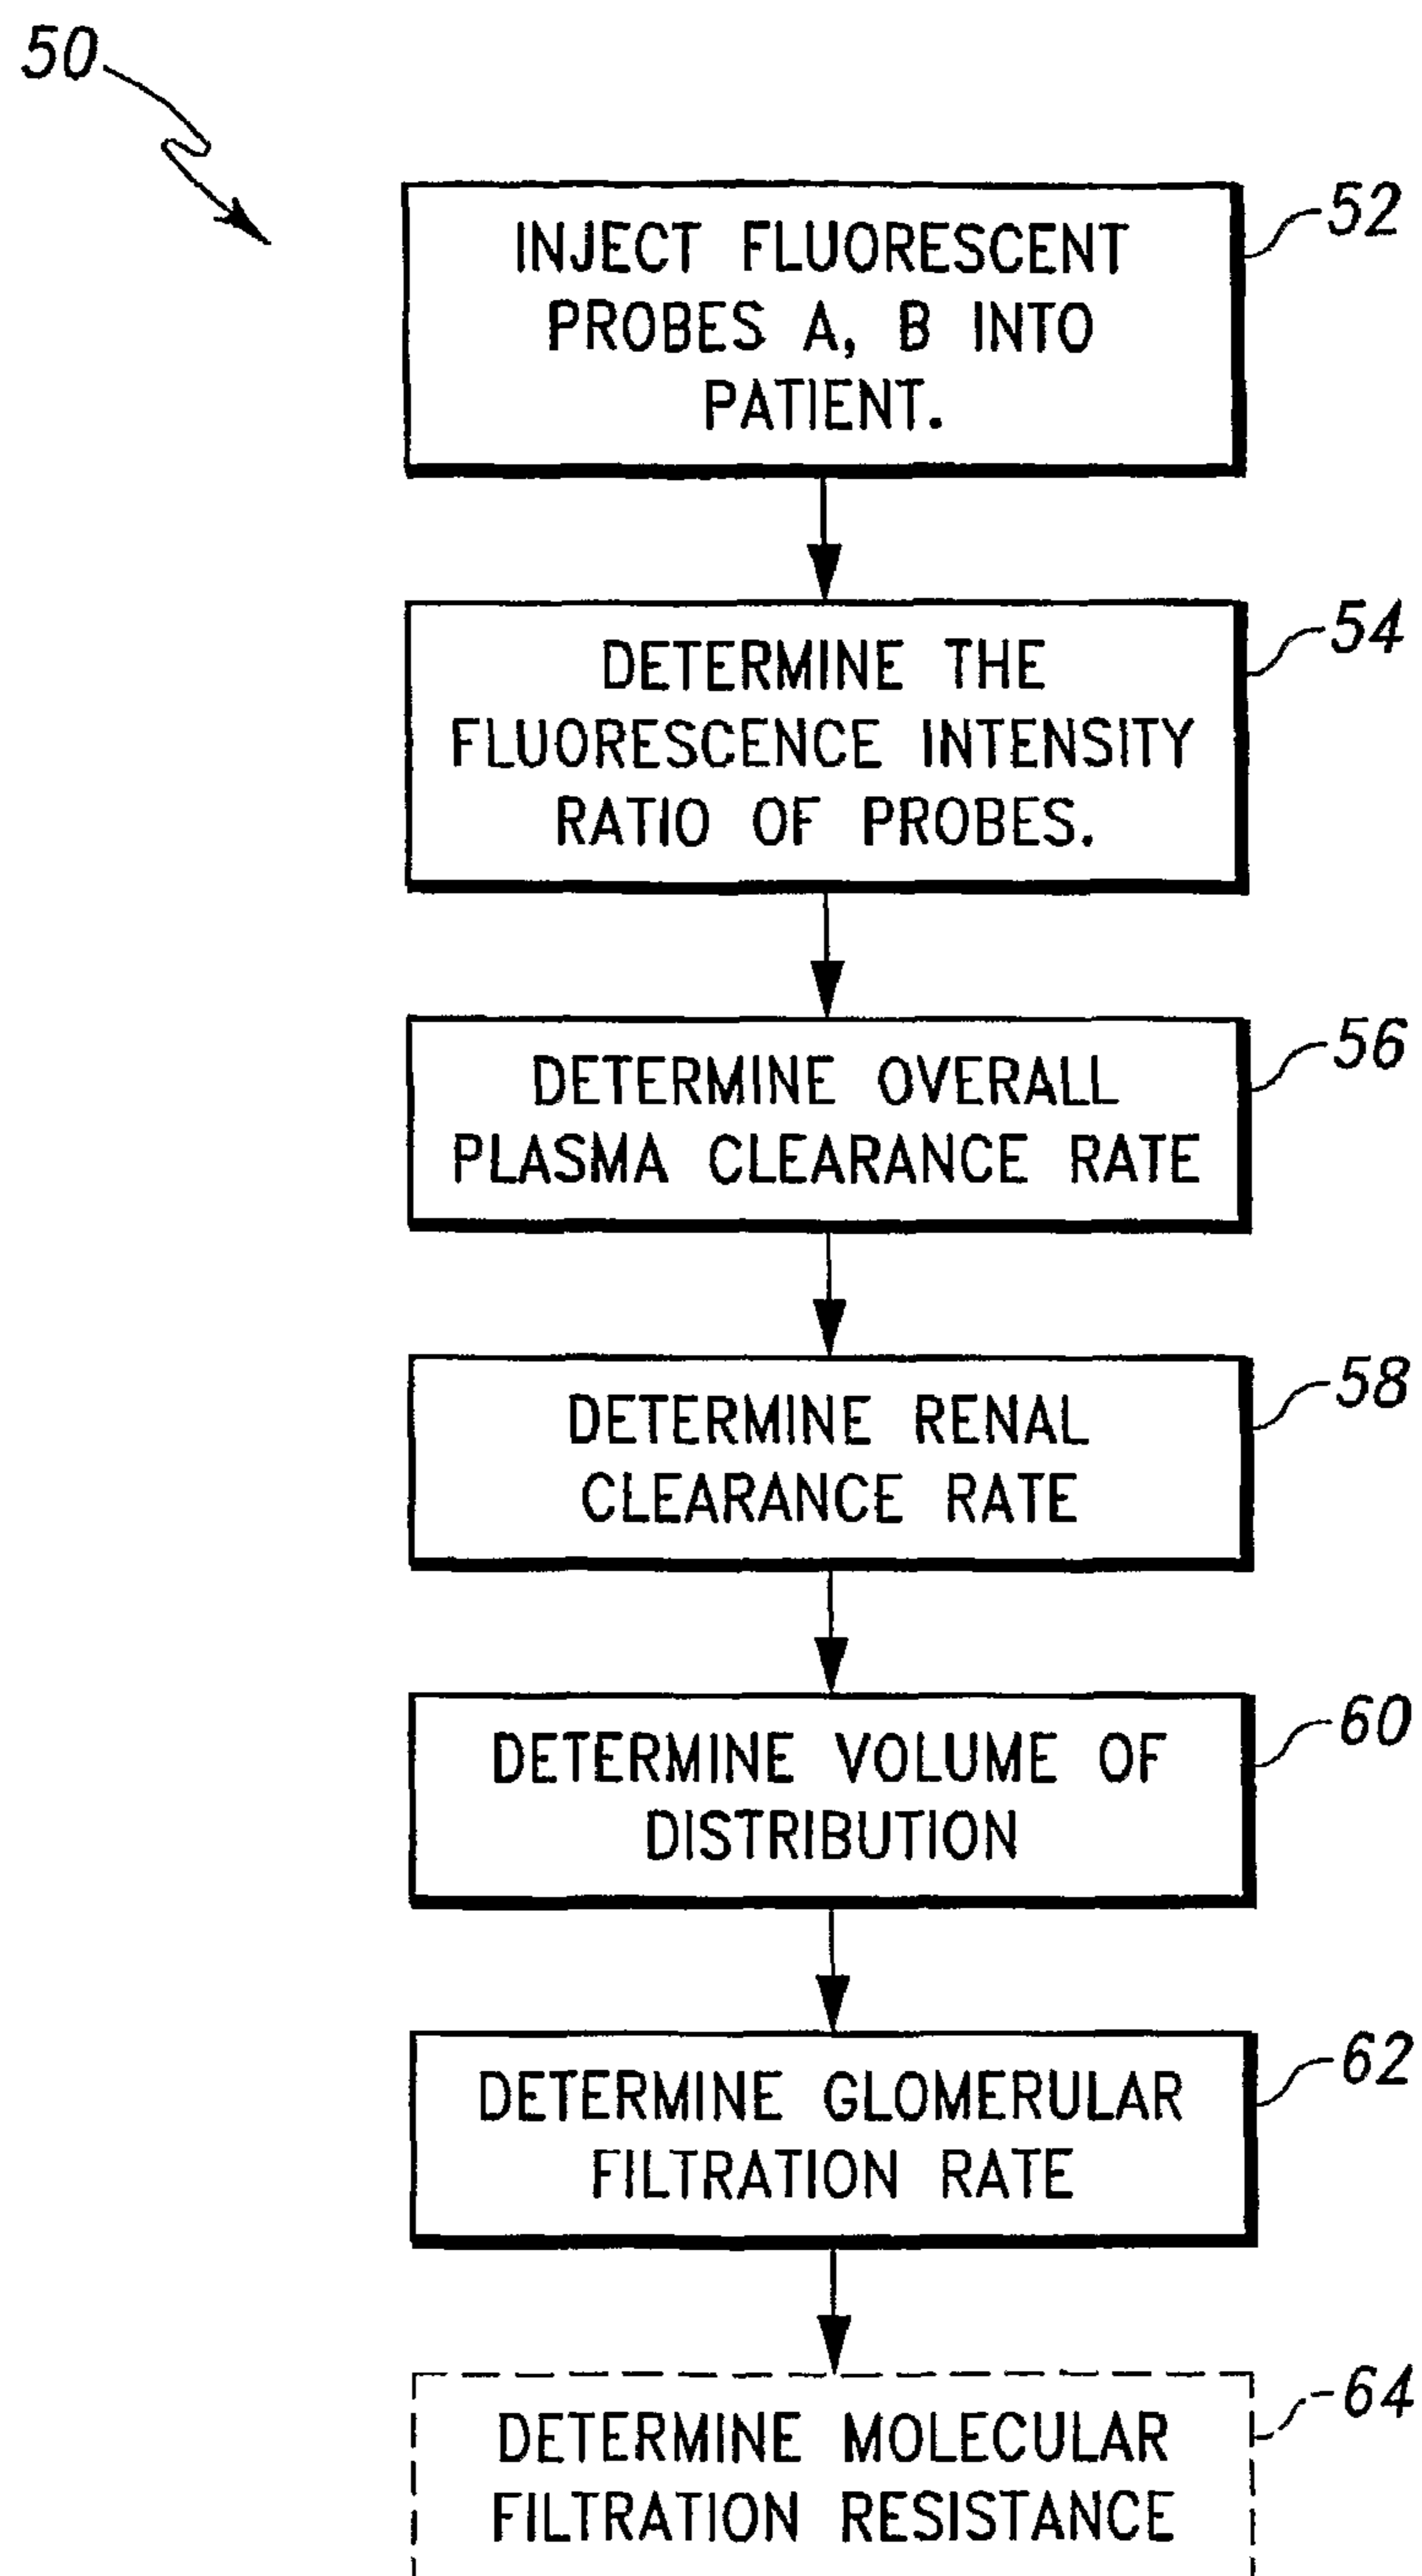 50
52
INJECT FLUORESCENT
PROBES A, B INTO
PATIENT.
54
DETERMINE THE
FLUORESCENCE INTENSITY
RATIO OF PROBES.
56
DETERMINE OVERALL
PLASMA CLEARANCE RATE
58
DETERMINE RENAL
CLEARANCE RATE
60
DETERMINE VOLUME OF
DISTRIBUTION
62
DETERMINE GLOMERULAR
FILTRATION RATE
64
DETERMINE MOLECULAR
FILTRATION RESISTANCE